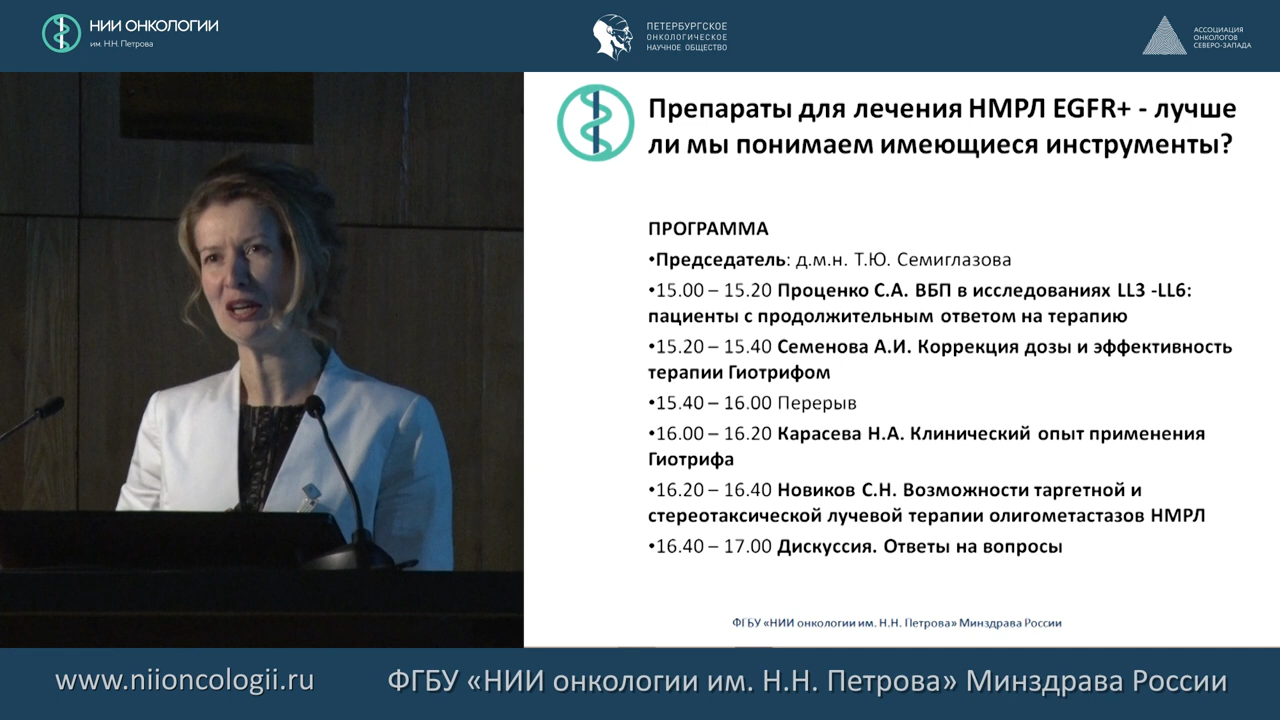 НИИ ОНКОЛОГИИ
им. Н.Н. Петрова
ПЕТЕРБУРГСКОЕ
ОНКОЛОГИЧЕСКОЕ
НАУЧНОЕ ОБЩЕСТВО
АССОЦИАЦИЯ
ОНКОЛОГОВ
СЕВЕРО-ЗАПАДА
Препараты для лечения НМРЛ EGFR+ - лучше
ли мы понимаем имеющиеся инструменты?
ПРОГРАММА
•Председатель: д.м.н. Т.Ю. Семиглазова
•15.00 – 15.20 Проценко С.А. ВБП в исследованиях LL3 -LL6:
пациенты с продолжительным ответом на терапию
•15.20 – 15.40 Семенова А.И. Коррекция дозы и эффективность
терапии Гиотрифом
•15.40 – 16.00 Перерыв
•16.00 – 16.20 Карасева Н.А. Клинический опыт применения
Гиотрифа
•16.20 – 16.40 Новиков С.Н. Возможности таргетной и
стереотаксической лучевой терапии олигометастазов НМРЛ
•16.40 – 17.00 Дискуссия. Ответы на вопросы
ФГБУ «НИИ онкологии им. Н.Н. Петрова» Минздрава России
www.niioncologii.ru
ФГБУ «НИИ онкологии им. Н.Н. Петрова» Минздрава России